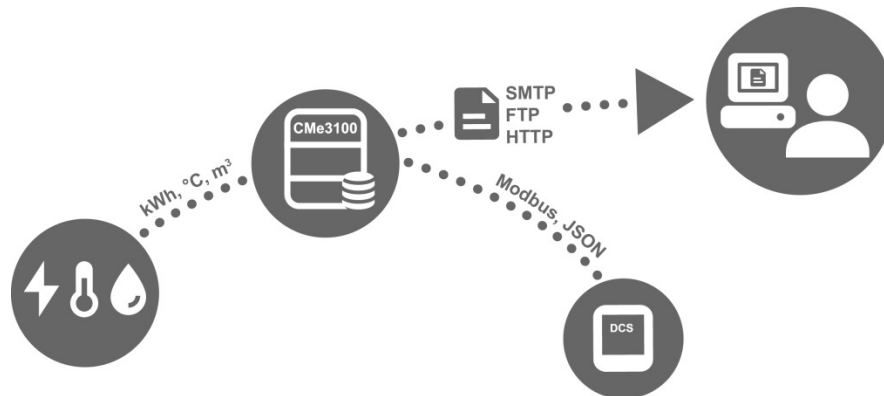 CMe3100
SMTP
FTP
HTTP
kWh, °C, m³
Modbus, JSON
DCS